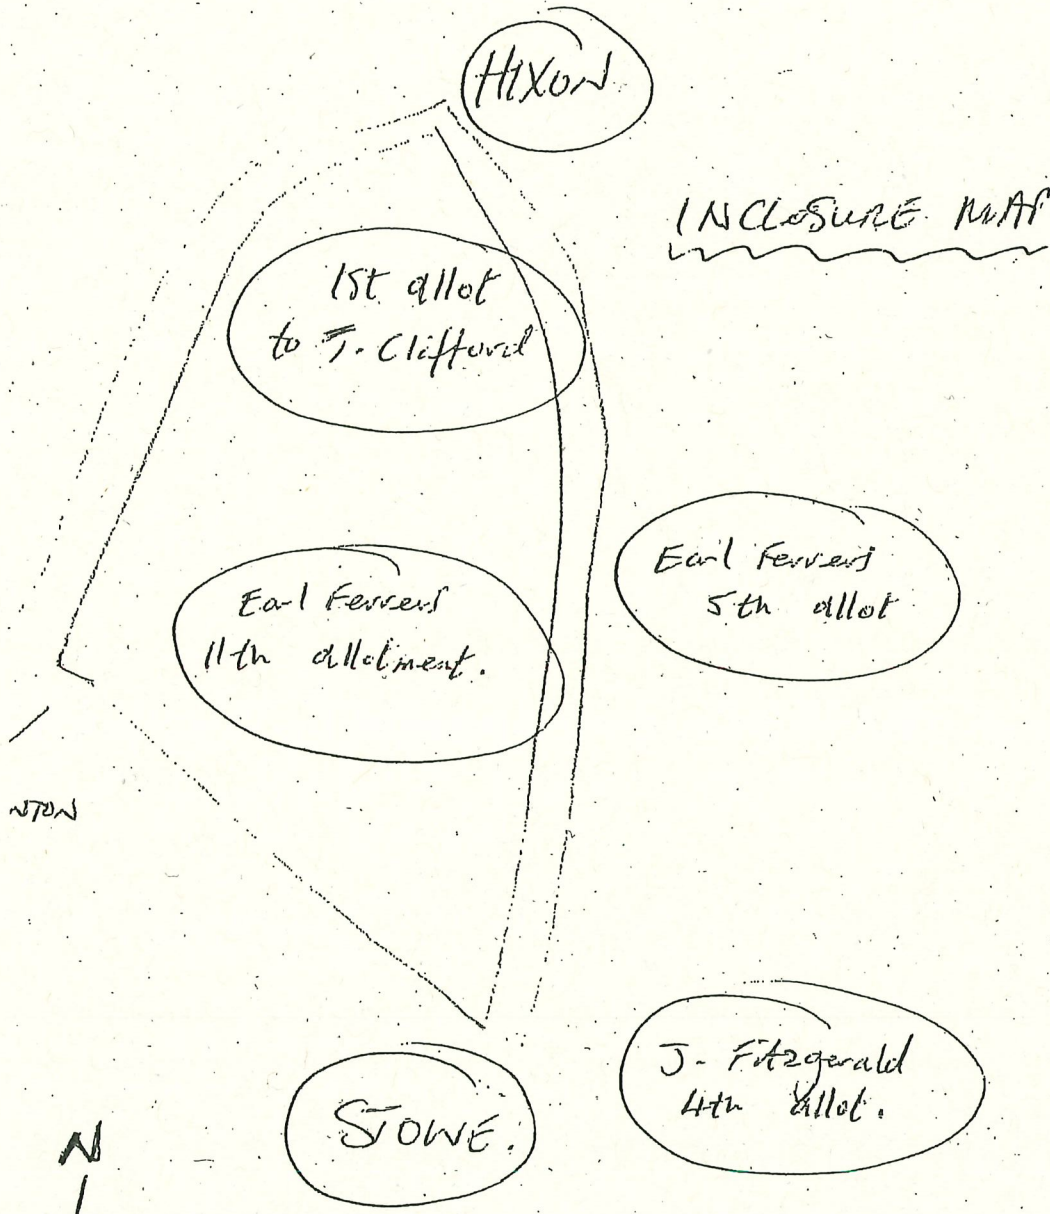 HIXON
INCLOSURE MAP
1st allot
to T. Clifford
Earl Ferrers
5th allot
Earl Ferrers
11th allotment.
NTON
J. Fitzgerald
4th allot.
STOWE.
N